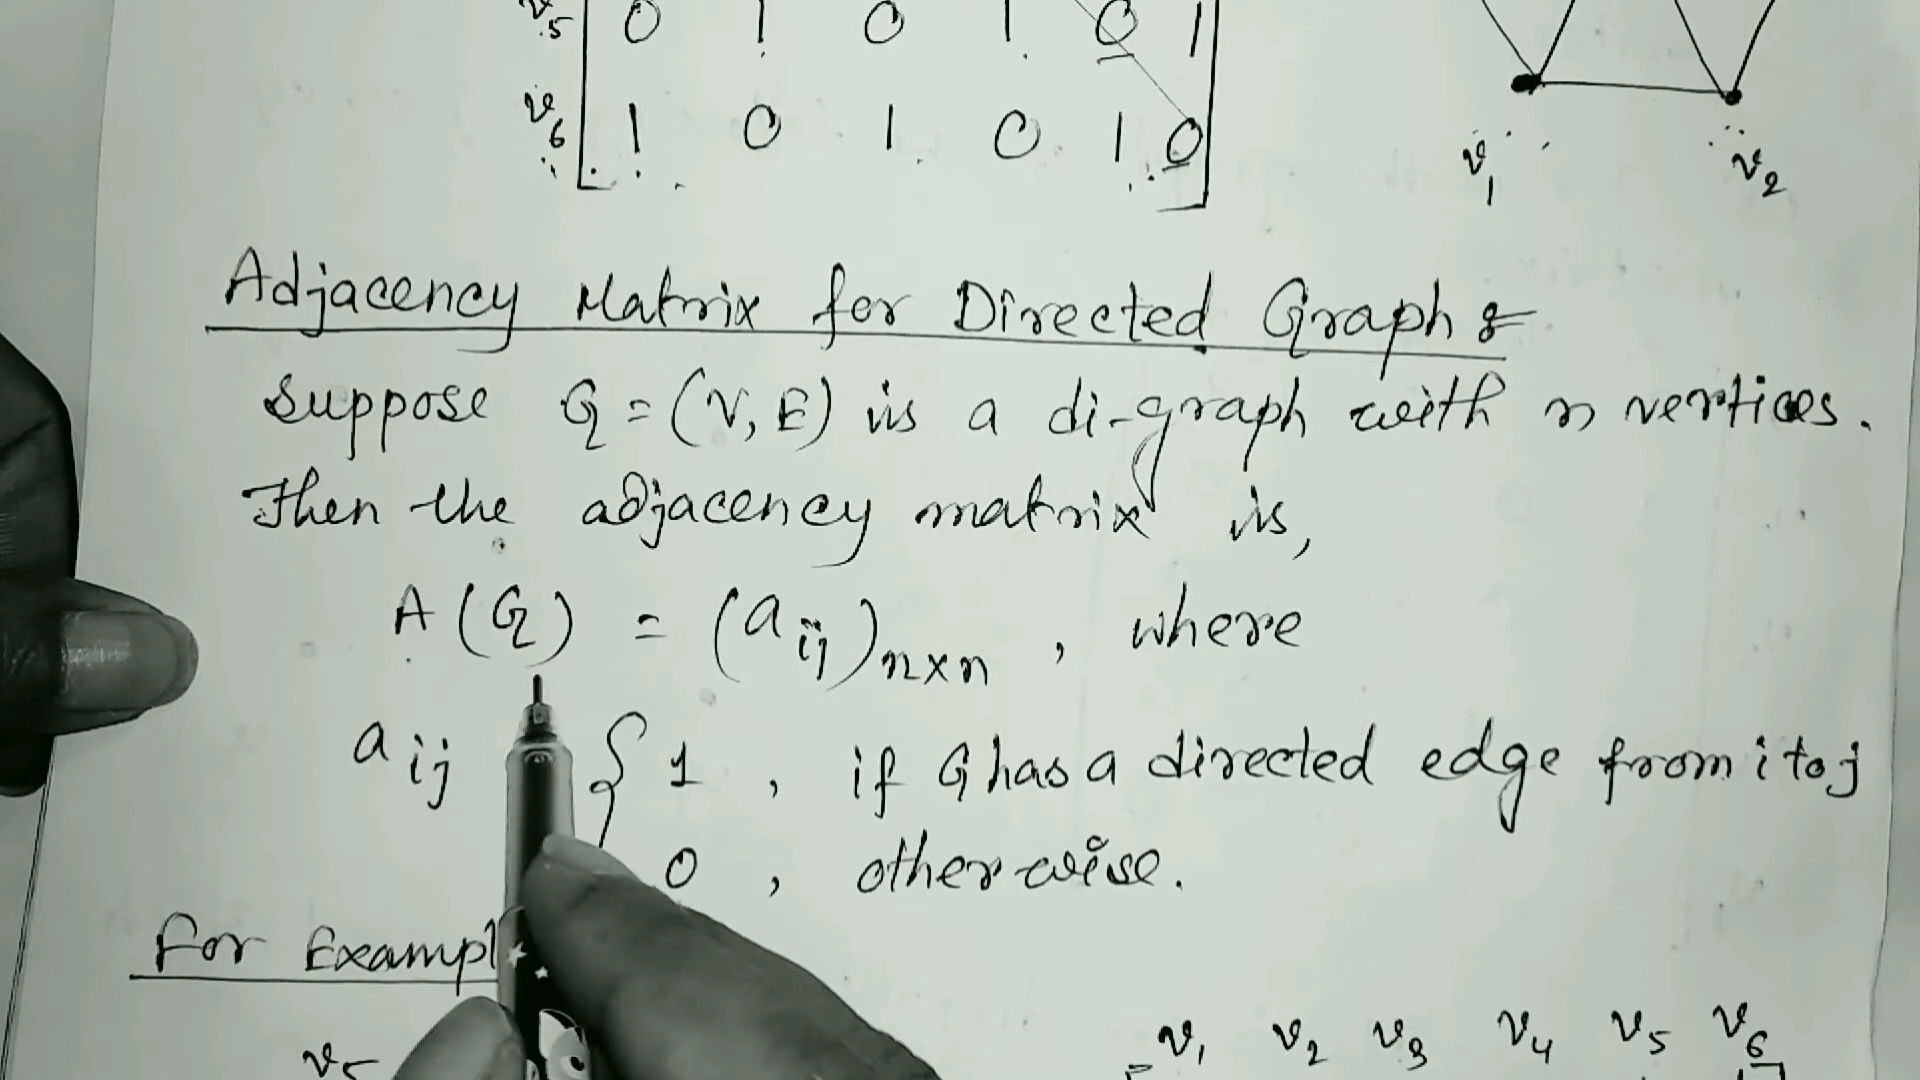 v5 0 1 0 1 0 1
v6 1 0 1 0 1 0
v1 v2
Adjacency Matrix for Directed Graph :-
Suppose G = (V, E) is a di-graph with n vertices.
Then the adjacency matrix is,
A(G) = (aij)n×n , where
aij { 1 , if G has a directed edge from i to j
0 , otherwise.
For Exampl
v1 v2 v3 v4 v5 v6
v5